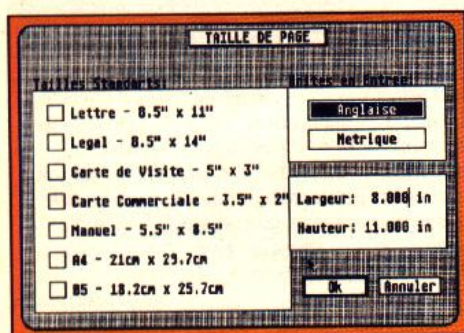 TAILLE DE PAGE
Tailles Standarts:
Lettre - 8.5" x 11"
Legal - 8.5" x 14"
Carte de Visite - 5" x 3"
Carte Commerciale - 3.5" x 2"
Manuel - 5.5" x 8.5"
A4 - 21cm x 29.7cm
B5 - 18.2cm x 25.7cm
Unites en Entree:
Anglaise
Metrique
Largeur: 8.000 in
Hauteur: 11.000 in
Ok
Annuler